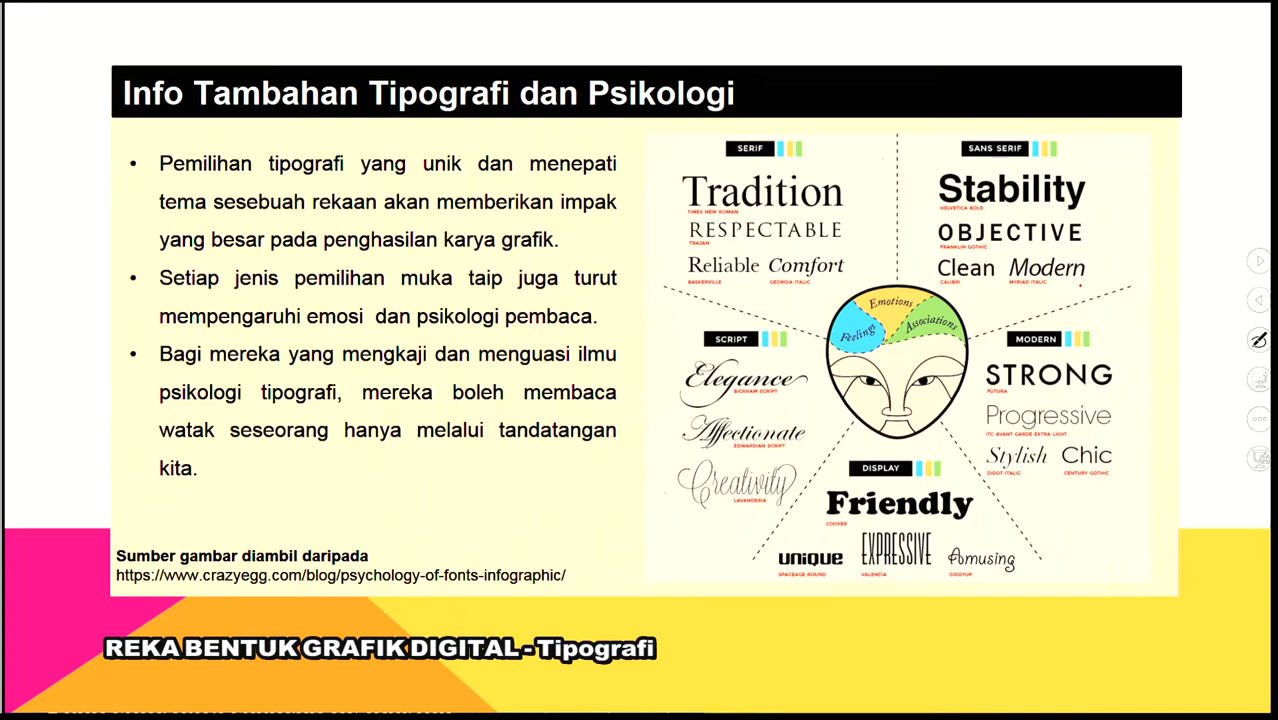 Info Tambahan Tipografi dan Psikologi
• Pemilihan tipografi yang unik dan menepati
tema sesebuah rekaan akan memberikan impak
yang besar pada penghasilan karya grafik.
• Setiap jenis pemilihan muka taip juga turut
mempengaruhi emosi dan psikologi pembaca.
• Bagi mereka yang mengkaji dan menguasi ilmu
psikologi tipografi, mereka boleh membaca
watak seseorang hanya melalui tandatangan
kita.
Sumber gambar diambil daripada
https://www.crazyegg.com/blog/psychology-of-fonts-infographic/
SERIF
Tradition
TIMES NEW ROMAN
RESPECTABLE
TRAJAN
Reliable Comfort
BASKERVILLE GEORGIA ITALIC
SANS SERIF
Stability
HELVETICA BOLD
OBJECTIVE
FRANKLIN GOTHIC
Clean Modern
CALIBRI MYRIAD ITALIC
Emotions
Feelings
Associations
SCRIPT
Elegance
BICKHAM SCRIPT
Affectionate
EDWARDIAN SCRIPT
Creativity
LAVANDERIA
MODERN
STRONG
FUTURA
Progressive
ITC AVANT GARDE EXTRA LIGHT
Stylish Chic
DIDOT ITALIC CENTURY GOTHIC
DISPLAY
Friendly
COOPER
unique EXPRESSIVE Amusing
SPACEAGE ROUND VALENCIA GIDDYUP
REKA BENTUK GRAFIK DIGITAL - Tipografi